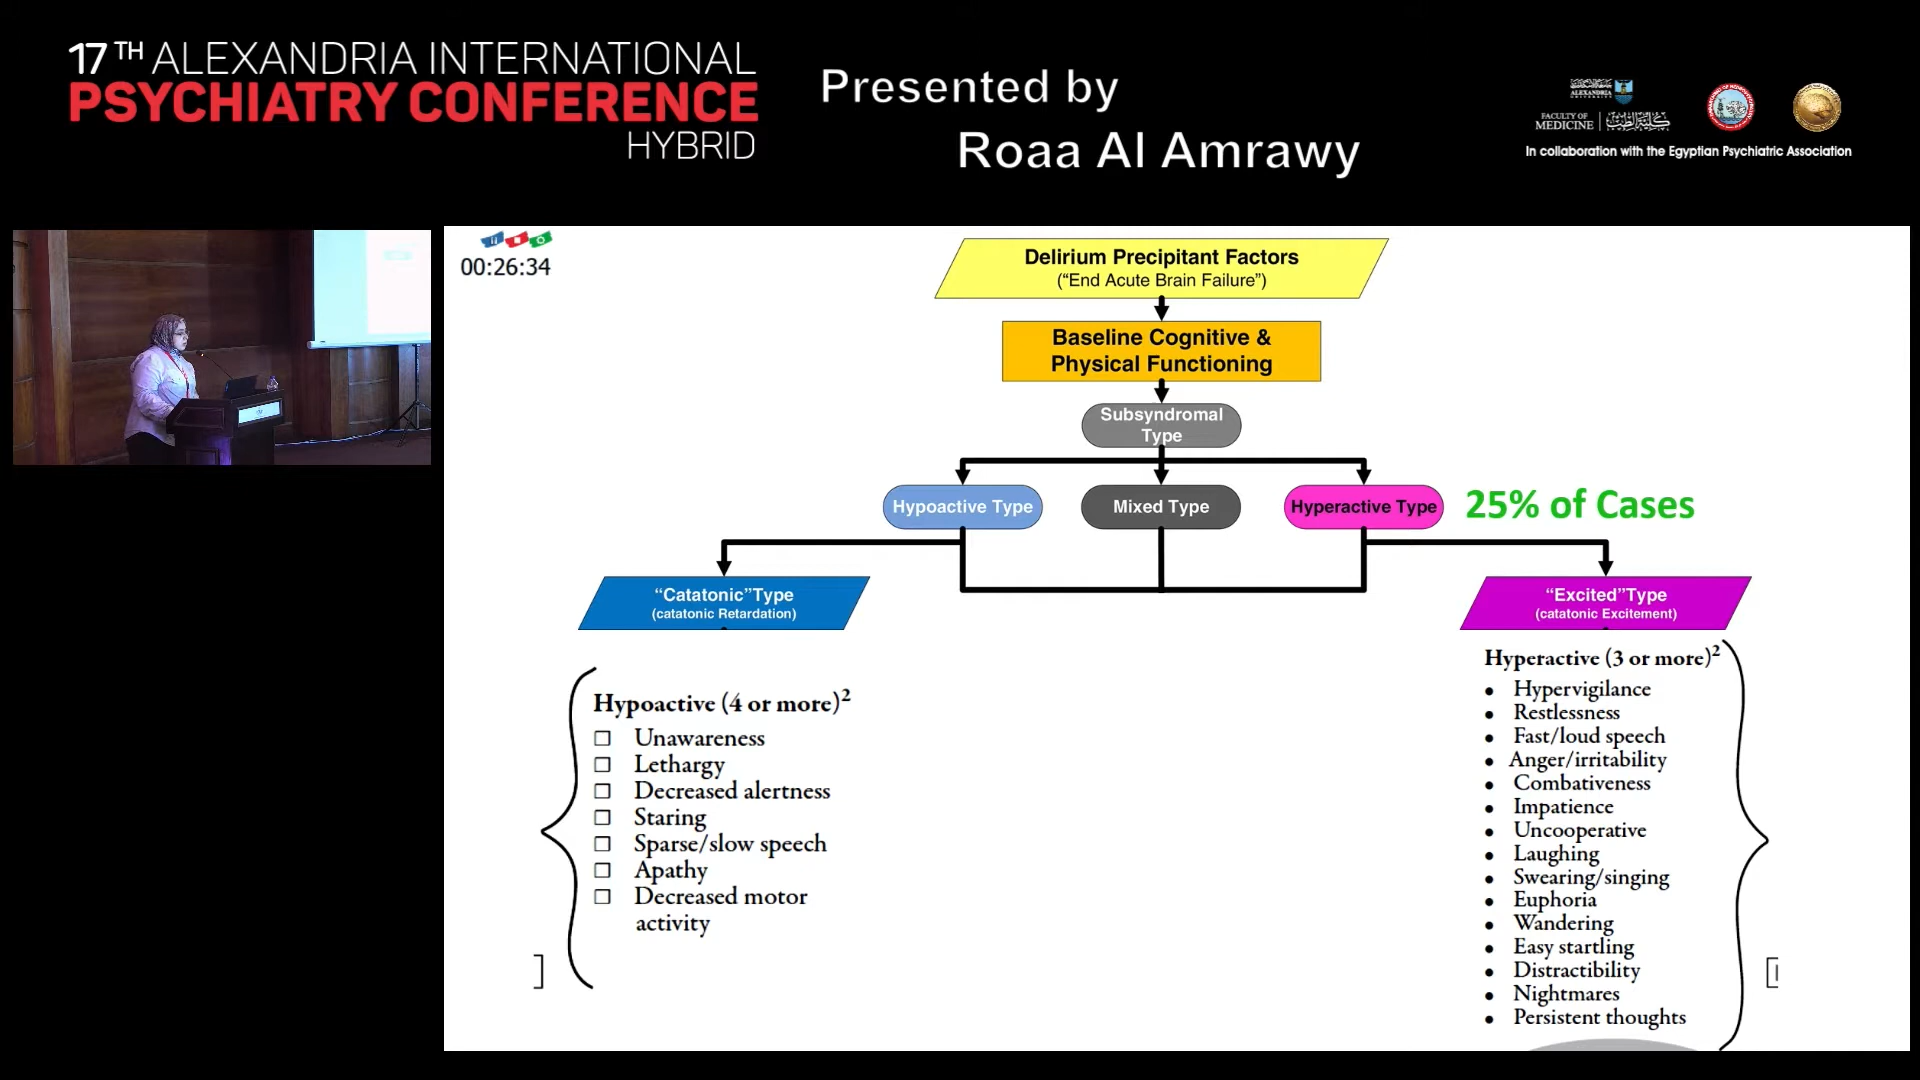 17TH ALEXANDRIA INTERNATIONAL
PSYCHIATRY CONFERENCE
HYBRID
Presented by
Roaa Al Amrawy
ALEXANDRIA
FACULTY OF
MEDICINE
كلية الطب
In collaboration with the Egyptian Psychiatric Association
00:26:34
Delirium Precipitant Factors
(“End Acute Brain Failure”)
Baseline Cognitive &
Physical Functioning
Subsyndromal
Type
Hypoactive Type
Mixed Type
Hyperactive Type
25% of Cases
“Catatonic”Type
(catatonic Retardation)
“Excited”Type
(catatonic Excitement)
Hypoactive (4 or more)2
☐ Unawareness
☐ Lethargy
☐ Decreased alertness
☐ Staring
☐ Sparse/slow speech
☐ Apathy
☐ Decreased motor
activity
Hyperactive (3 or more)2
• Hypervigilance
• Restlessness
• Fast/loud speech
• Anger/irritability
• Combativeness
• Impatience
• Uncooperative
• Laughing
• Swearing/singing
• Euphoria
• Wandering
• Easy startling
• Distractibility
• Nightmares
• Persistent thoughts